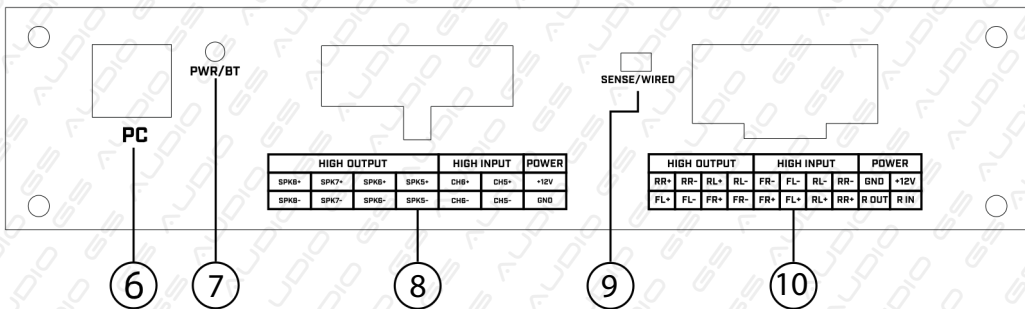 PWR/BT
SENSE/WIRED
PC
HIGH OUTPUT HIGH INPUT POWER
SPK8+ SPK7+ SPK6+ SPK5+ CH6+ CH5+ +12V
SPK8- SPK7- SPK6- SPK5- CH6- CH5- GND
HIGH OUTPUT HIGH INPUT POWER
RR+ RR- RL+ RL- FR- FL- RL- RR- GND +12V
FL+ FL- FR+ FR- FR+ FL+ RL+ RR+ R OUT R IN
6 7 8 9 10
GS AUDIO